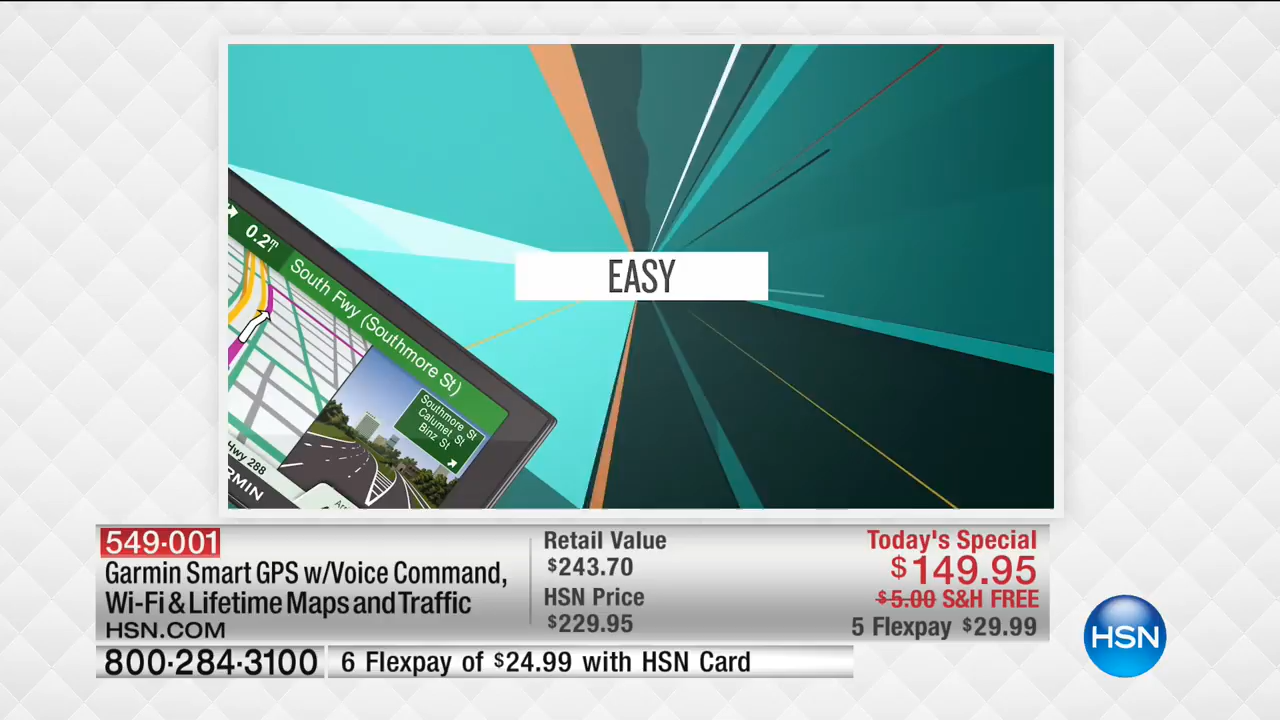 EASY
0.2
South Fwy (Southmore St)
Southmore St
Calumet St
Binz St
Hwy 288
549·001
Garmin Smart GPS w/Voice Command,
Wi-Fi & Lifetime Maps and Traffic
HSN.COM
Retail Value
$243.70
HSN Price
$229.95
Today's Special
$149.95
$5.00 S&H FREE
5 Flexpay $29.99
800·284·3100
6 Flexpay of $24.99 with HSN Card
HSN